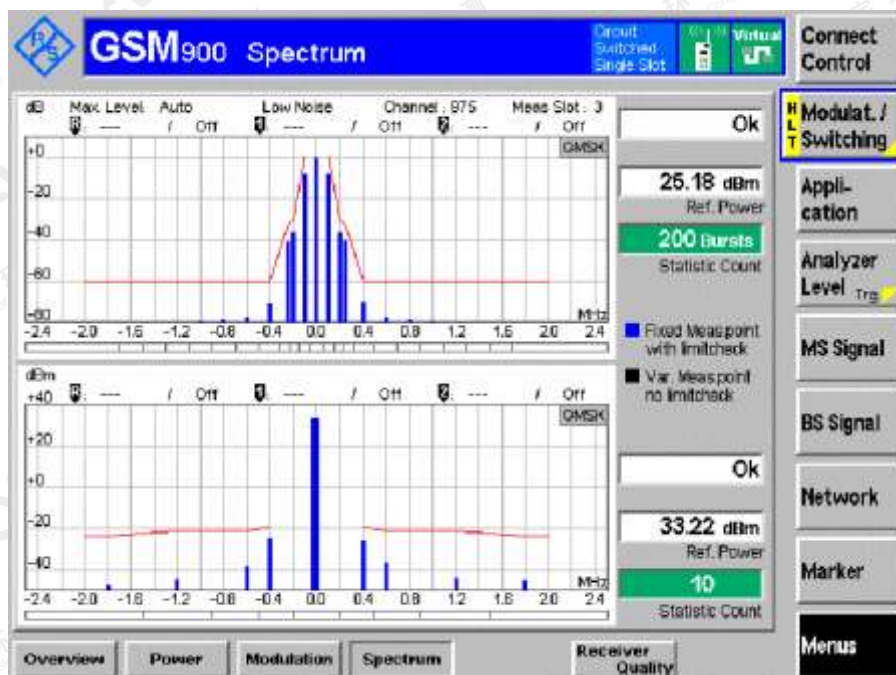 R/S
GSM900 Spectrum
Circuit
Switched
Single Slot
Virtual
Connect
Control
dB Max. Level: Auto Low Noise Channel: 975 Meas Slot: 3
--- / Off --- / Off --- / Off
GMSK
+0
-20
-40
-60
-80
MHz
-2.4 -2.0 -1.6 -1.2 -0.8 -0.4 0.0 0.4 0.8 1.2 1.6 2.0 2.4
Ok
25.18 dBm
Ref. Power
200 Bursts
Statistic Count
Fixed Measpoint
with limitcheck
Var. Measpoint
no limitcheck
dBm
+40 --- / Off --- / Off 2 --- / Off
GMSK
+20
+0
-20
-40
MHz
-2.4 -2.0 -1.6 -1.2 -0.8 -0.4 0.0 0.4 0.8 1.2 1.6 2.0 2.4
Ok
33.22 dBm
Ref. Power
10
Statistic Count
HLT
Modulat./
Switching
Appli-
cation
Analyzer
Level Trg
MS Signal
BS Signal
Network
Marker
Menus
Overview Power Modulation Spectrum Receiver
Quality